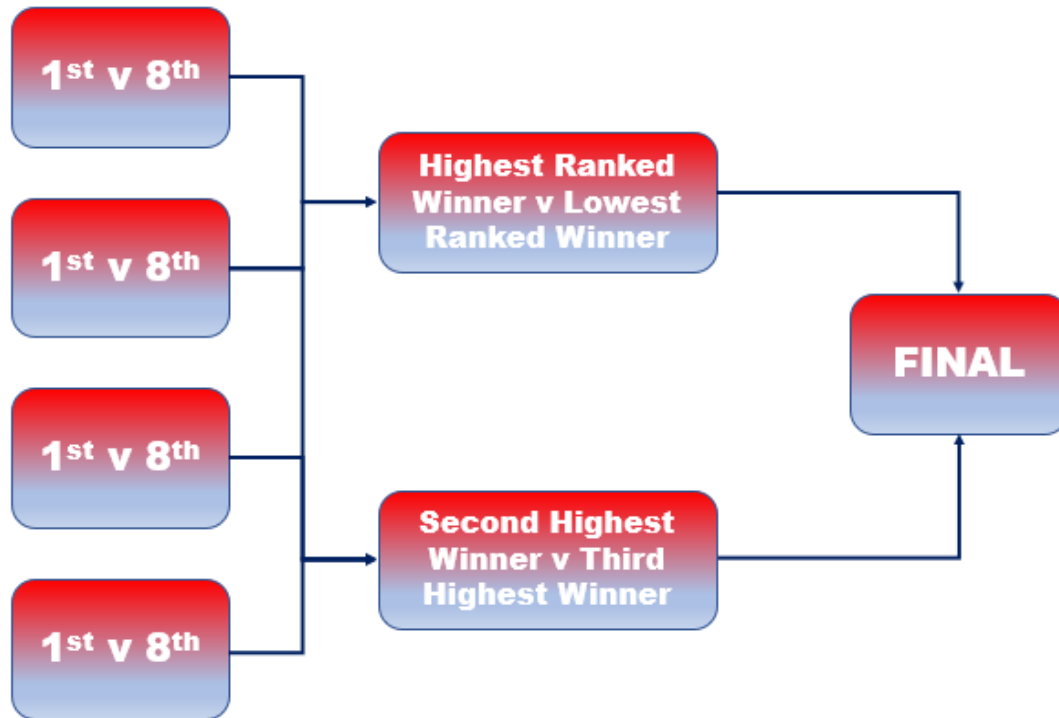 1st v 8th
1st v 8th
1st v 8th
1st v 8th
Highest Ranked
Winner v Lowest
Ranked Winner
Second Highest
Winner v Third
Highest Winner
FINAL